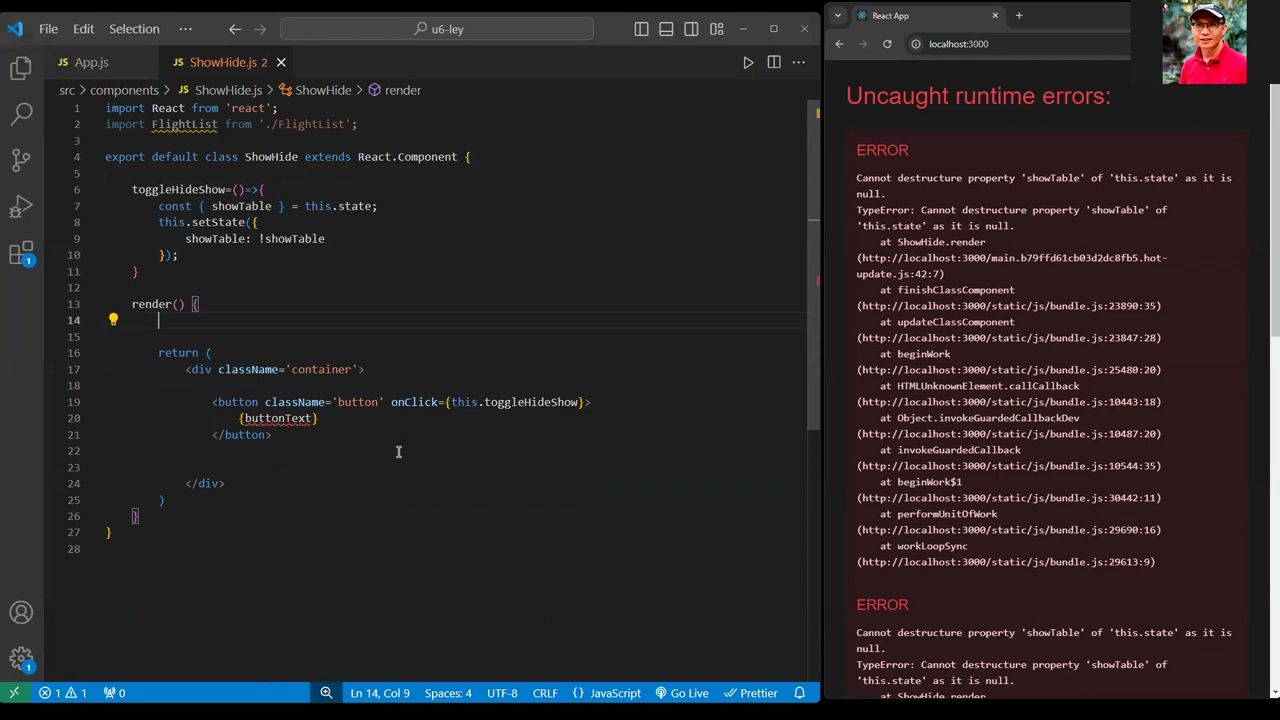 File Edit Selection ··· u6-ley
App.js ShowHide.js 2
src > components > ShowHide.js > ShowHide > render
1 import React from 'react';
2 import FlightList from './FlightList';
3
4 export default class ShowHide extends React.Component {
5
6 toggleHideShow=()=>{
7 const { showTable } = this.state;
8 this.setState({
9 showTable: !showTable
10 });
11 }
12
13 render() {
14
15
16 return (
17 <div className='container'>
18
19 <button className='button' onClick={this.toggleHideShow}>
20 {buttonText}
21 </button>
22
23
24 </div>
25 )
26 }
27 }
28
1
1
1 1 0 Ln 14, Col 9 Spaces: 4 UTF-8 CRLF {} JavaScript Go Live Prettier
React App
localhost:3000
Uncaught runtime errors:
ERROR
Cannot destructure property 'showTable' of 'this.state' as it is
null.
TypeError: Cannot destructure property 'showTable' of
'this.state' as it is null.
at ShowHide.render
(http://localhost:3000/main.b79ffd61cb03d2dc8fb5.hot-
update.js:42:7)
at finishClassComponent
(http://localhost:3000/static/js/bundle.js:23890:35)
at updateClassComponent
(http://localhost:3000/static/js/bundle.js:23847:28)
at beginWork
(http://localhost:3000/static/js/bundle.js:25480:20)
at HTMLUnknownElement.callCallback
(http://localhost:3000/static/js/bundle.js:10443:18)
at Object.invokeGuardedCallbackDev
(http://localhost:3000/static/js/bundle.js:10487:20)
at invokeGuardedCallback
(http://localhost:3000/static/js/bundle.js:10544:35)
at beginWork$1
(http://localhost:3000/static/js/bundle.js:30442:11)
at performUnitOfWork
(http://localhost:3000/static/js/bundle.js:29690:16)
at workLoopSync
(http://localhost:3000/static/js/bundle.js:29613:9)
ERROR
Cannot destructure property 'showTable' of 'this.state' as it is
null.
TypeError: Cannot destructure property 'showTable' of
'this.state' as it is null.
at ShowHide.render